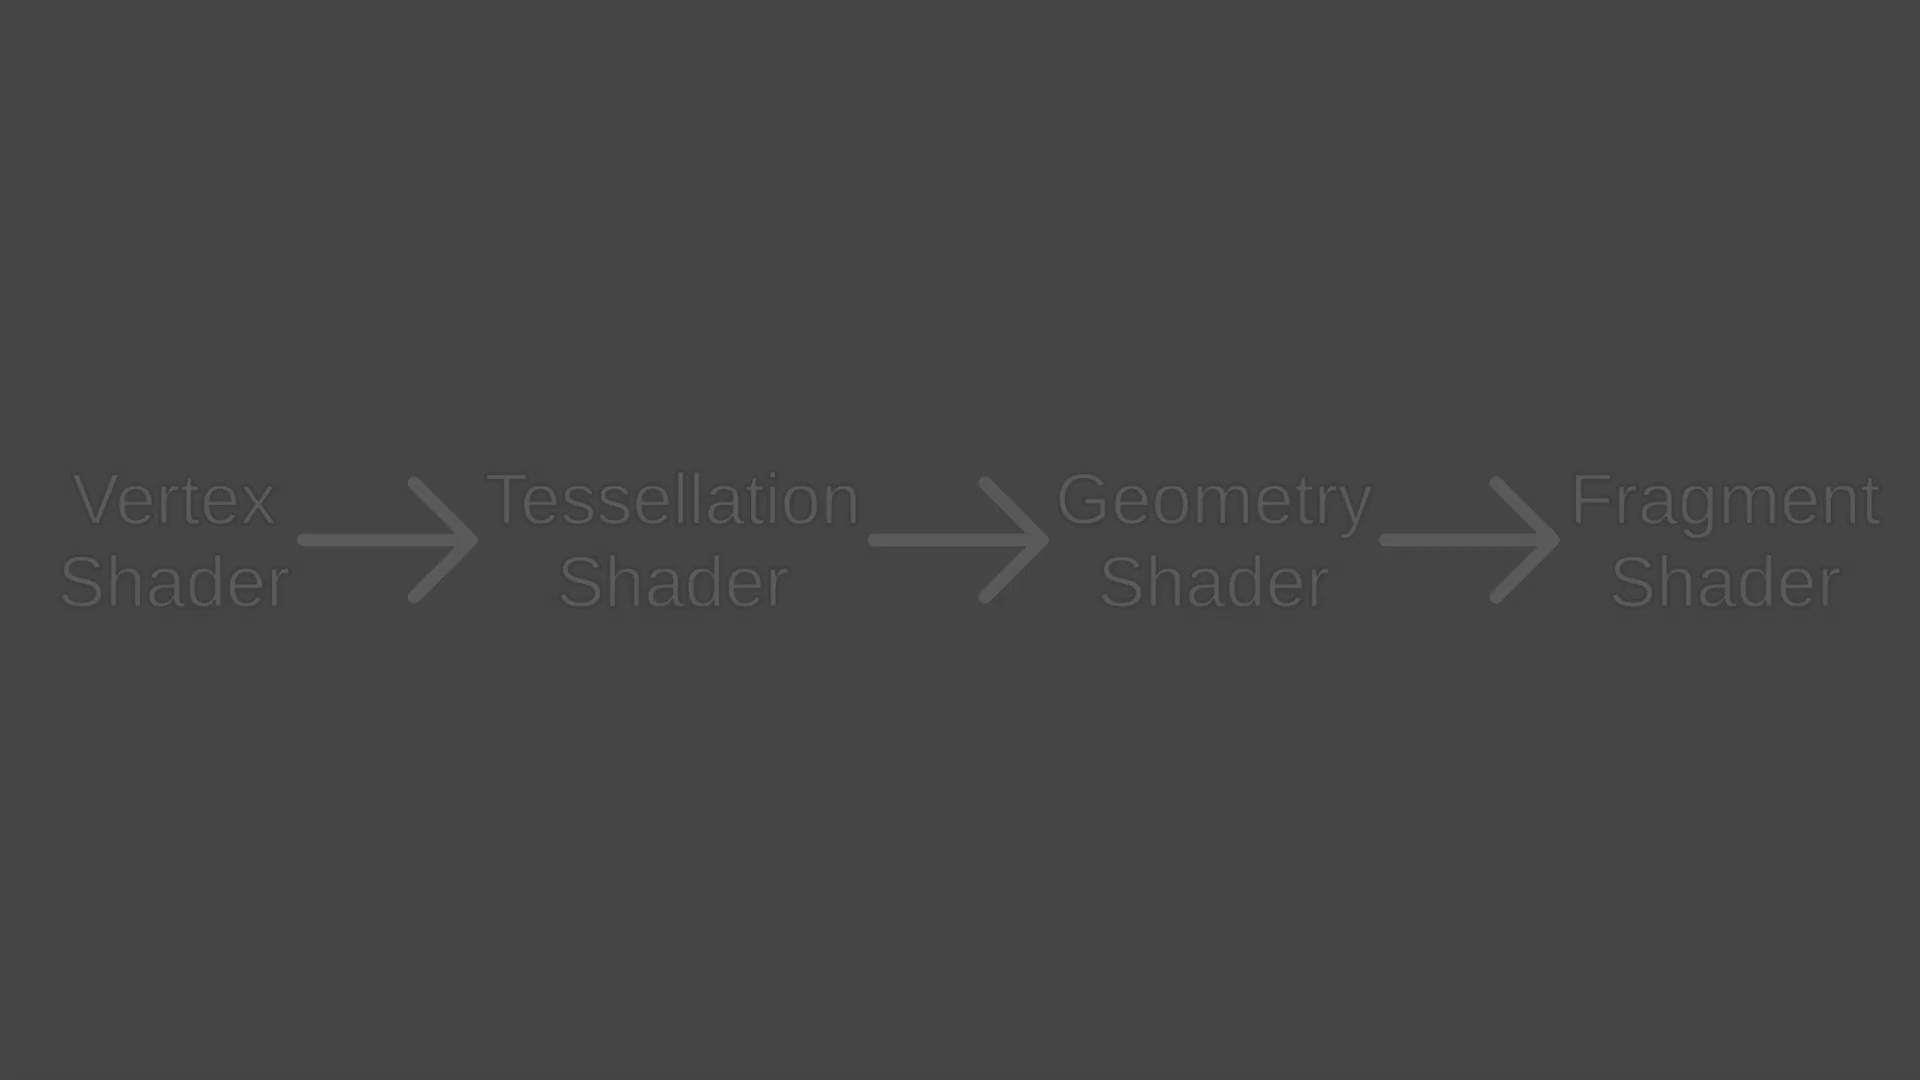 Vertex
Shader
Tessellation
Shader
Geometry
Shader
Fragment
Shader